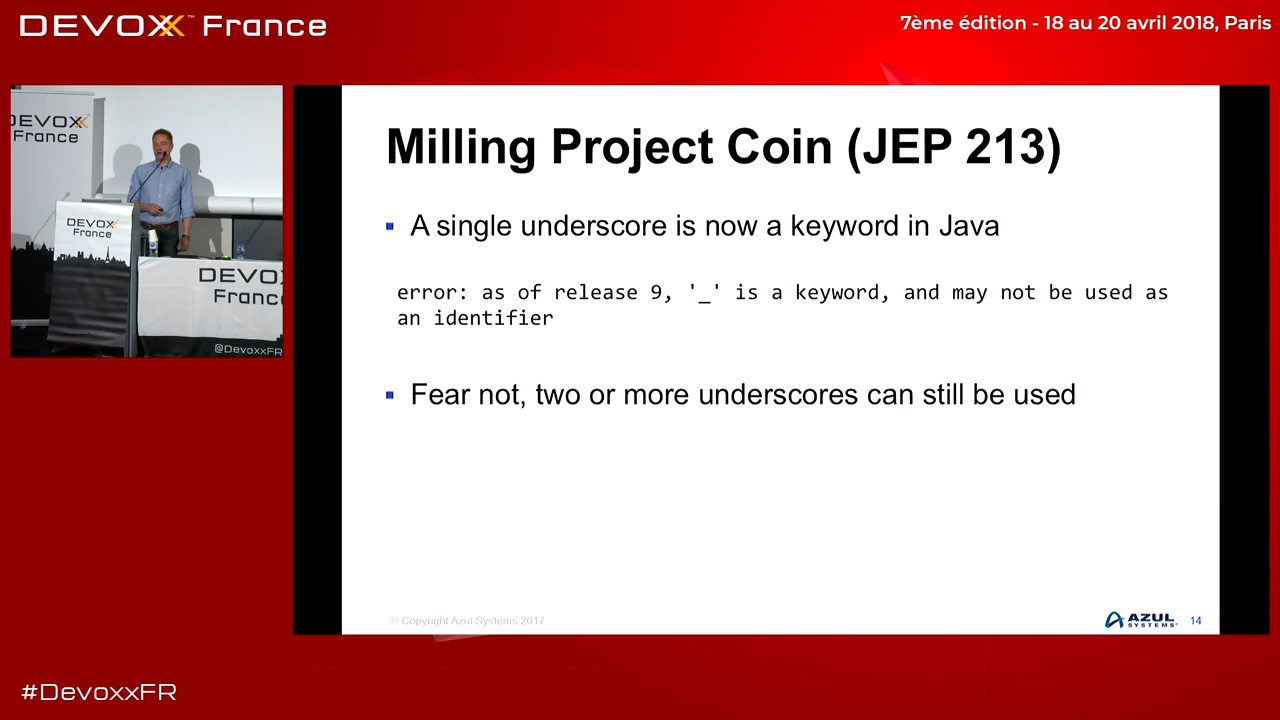 DEVOXX™ France
7ème édition - 18 au 20 avril 2018, Paris
DEVOXX
France
DEVOXX
France
DEVOX
France
@DevoxxFR
Milling Project Coin (JEP 213)
A single underscore is now a keyword in Java
error: as of release 9, '_' is a keyword, and may not be used as
an identifier
Fear not, two or more underscores can still be used
© Copyright Azul Systems 2017
AZUL
SYSTEMS
14
#DevoxxFR